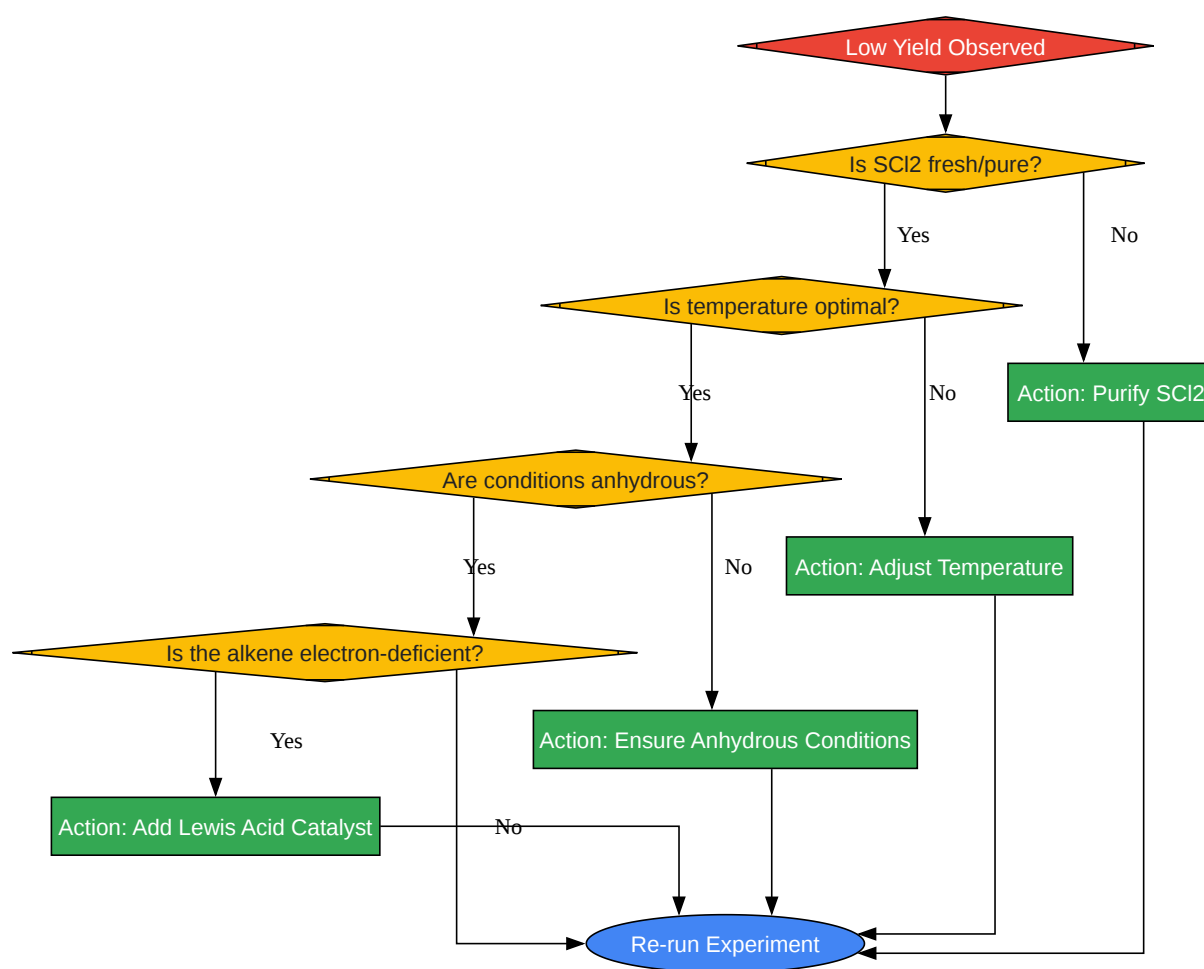 Low Yield Observed
Is SCl2 fresh/pure?
Yes
No
Is temperature optimal?
Yes
No
Action: Purify SCl2
Are conditions anhydrous?
Yes
No
Action: Adjust Temperature
Is the alkene electron-deficient?
Yes
Action: Ensure Anhydrous Conditions
Action: Add Lewis Acid Catalyst
No
Re-run Experiment